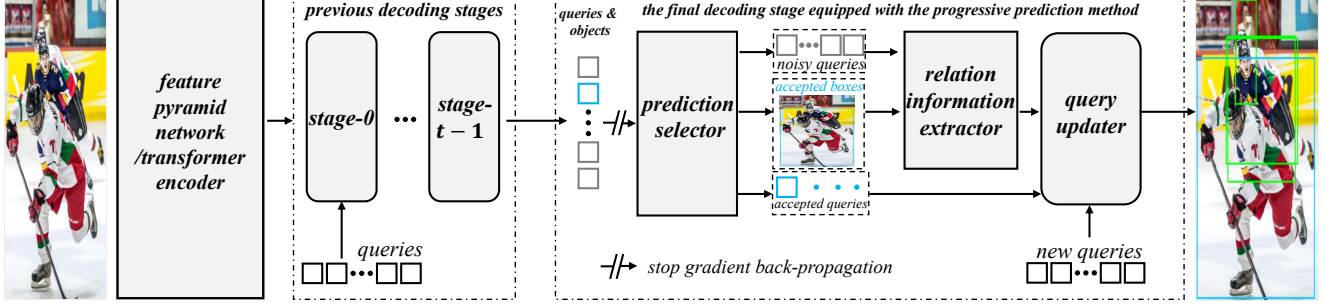 feature
pyramid
network
/transformer
encoder
previous decoding stages
stage-0
stage-
t − 1
queries
queries &
objects
the final decoding stage equipped with the progressive prediction method
prediction
selector
noisy queries
accepted boxes
accepted queries
relation
information
extractor
query
updater
new queries
stop gradient back-propagation